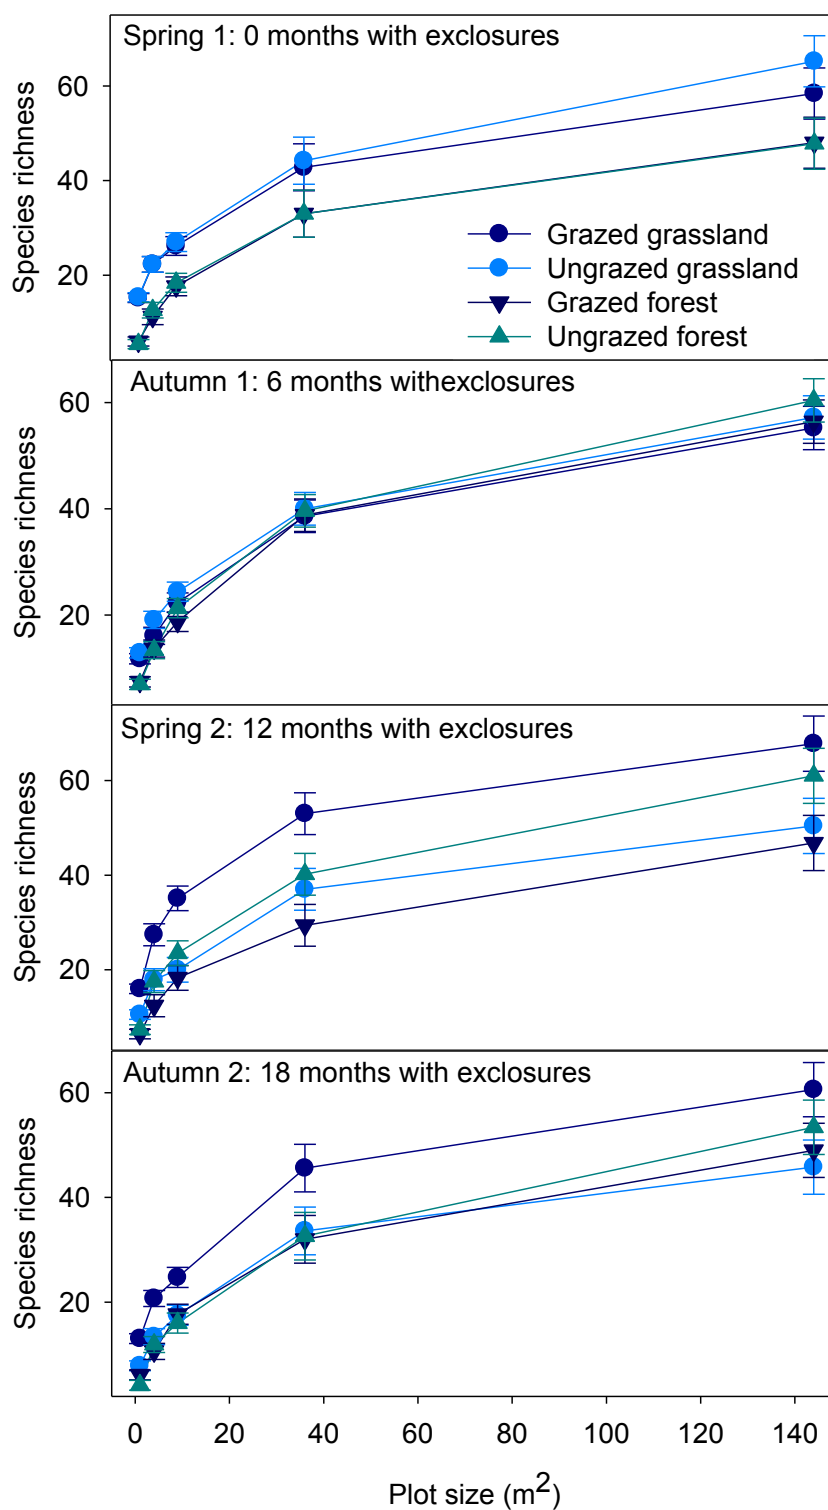 Spring 1: 0 months with exclosures
60
40
20
Species richness
Grazed grassland
Ungrazed grassland
Grazed forest
Ungrazed forest
Autumn 1: 6 months withexclosures
60
40
20
Species richness
Spring 2: 12 months with exclosures
60
40
20
Species richness
Autumn 2: 18 months with exclosures
60
40
20
Species richness
0 20 40 60 80 100 120 140
Plot size (m²)